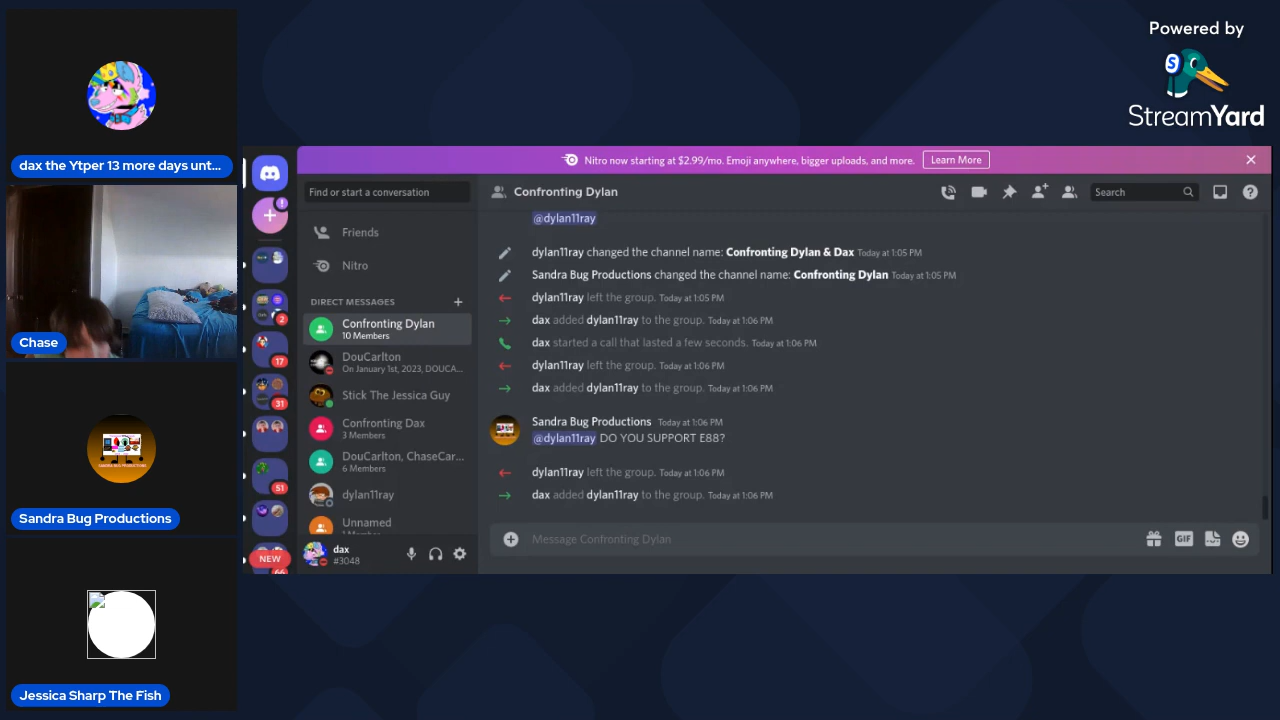 Powered by
StreamYard
dax the Ytper 13 more days unt...
Chase
Sandra Bug Productions
Jessica Sharp The Fish
Nitro now starting at $2.99/mo. Emoji anywhere, bigger uploads, and more.
Learn More
Find or start a conversation
Friends
Nitro
DIRECT MESSAGES
Confronting Dylan
10 Members
DouCarlton
On January 1st, 2023, DOUCA...
Stick The Jessica Guy
Confronting Dax
3 Members
DouCarlton, ChaseCar...
6 Members
dylan11ray
Unnamed
dax
#3048
2
17
31
51
NEW
Confronting Dylan
Search
@dylan11ray
dylan11ray changed the channel name: Confronting Dylan & Dax Today at 1:05 PM
Sandra Bug Productions changed the channel name: Confronting Dylan Today at 1:05 PM
dylan11ray left the group. Today at 1:05 PM
dax added dylan11ray to the group. Today at 1:06 PM
dax started a call that lasted a few seconds. Today at 1:06 PM
dylan11ray left the group. Today at 1:06 PM
dax added dylan11ray to the group. Today at 1:06 PM
Sandra Bug Productions Today at 1:06 PM
@dylan11ray DO YOU SUPPORT E88?
dylan11ray left the group. Today at 1:06 PM
dax added dylan11ray to the group. Today at 1:06 PM
Message Confronting Dylan
GIF